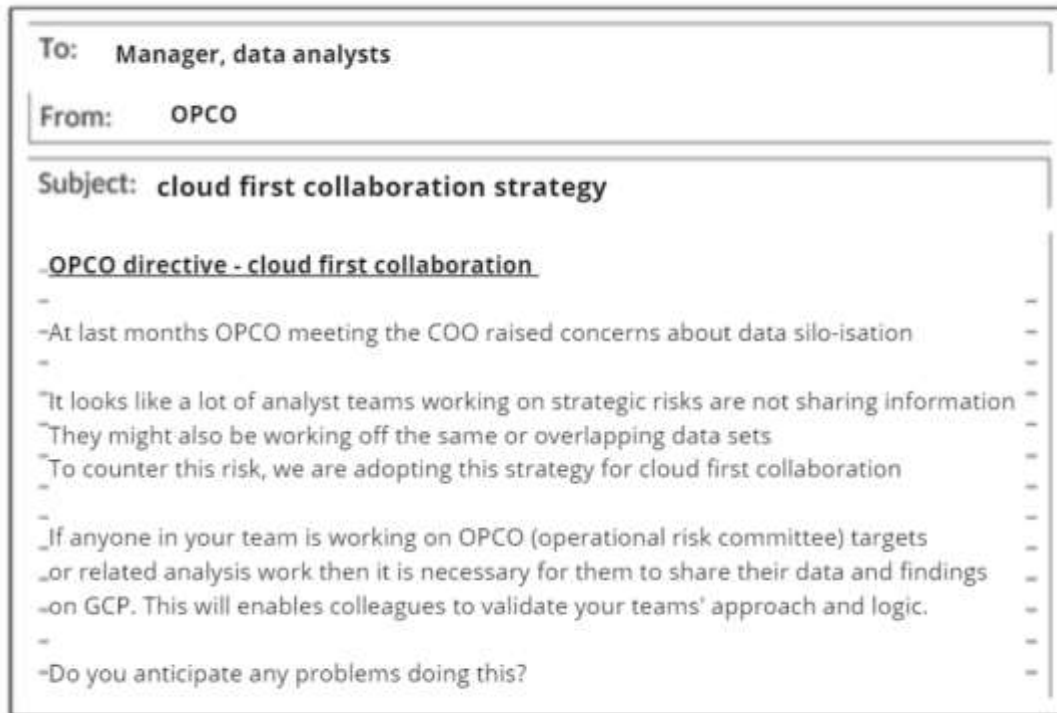 To: Manager, data analysts
From: OPCO
Subject: cloud first collaboration strategy
OPCO directive - cloud first collaboration
At last months OPCO meeting the COO raised concerns about data silo-isation
It looks like a lot of analyst teams working on strategic risks are not sharing information
They might also be working off the same or overlapping data sets
To counter this risk, we are adopting this strategy for cloud first collaboration
If anyone in your team is working on OPCO (operational risk committee) targets
or related analysis work then it is necessary for them to share their data and findings
on GCP. This will enables colleagues to validate your teams' approach and logic.
Do you anticipate any problems doing this?